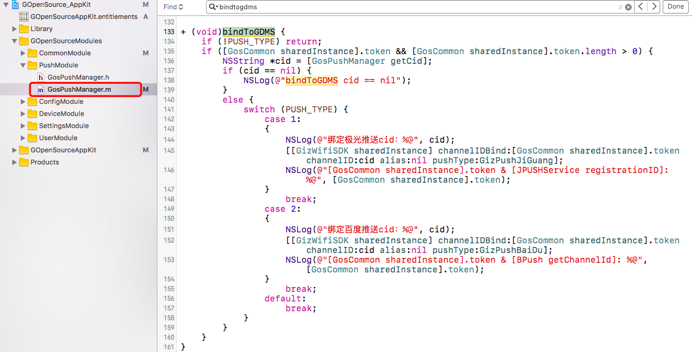 GOpenSource_AppKit
Find
bindtogdms
Done
GOpenSourceAppKit.entitlements
Library
GOpenSourceModules M
CommonModule M
PushModule
h GosPushManager.h
m GosPushManager.m M
ConfigModule
DeviceModule
SettingsModule
UserModule
GOpenSourceAppKit M
Products
132
133 + (void)bindToGDMS {
134 if (!PUSH_TYPE) return;
135 if ([GosCommon sharedInstance].token && [GosCommon sharedInstance].token.length > 0) {
136 NSString *cid = [GosPushManager getCid];
137 if (cid == nil) {
138 NSLog(@"bindToGDMS cid == nil");
139 }
140 else {
141 switch (PUSH_TYPE) {
142 case 1:
143 {
144 NSLog(@"绑定极光推送cid: %@", cid);
145 [[GizWifiSDK sharedInstance] channelIDBind:[GosCommon sharedInstance].token
channelID:cid alias:nil pushType:GizPushJiGuang];
146 NSLog(@"[GosCommon sharedInstance].token & [JPUSHService registrationID]:
%@", [GosCommon sharedInstance].token);
147 }
148 break;
149 case 2:
150 {
151 NSLog(@"绑定百度推送cid: %@", cid);
152 [[GizWifiSDK sharedInstance] channelIDBind:[GosCommon sharedInstance].token
channelID:cid alias:nil pushType:GizPushBaiDu];
153 NSLog(@"[GosCommon sharedInstance].token & [BPush getChannelId]: %@",
[GosCommon sharedInstance].token);
154 }
155 break;
156 default:
157 break;
158 }
159 }
160 }
161 }